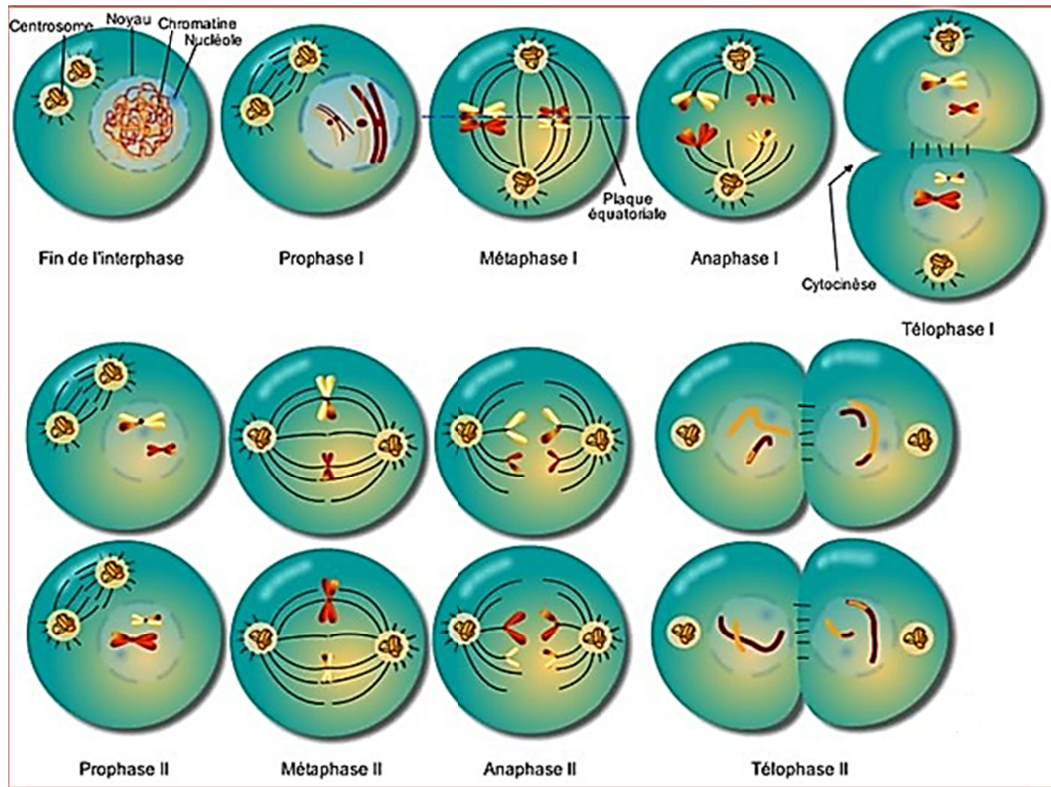 Centrosome
Noyau
Chromatine
Nucléole
Plaque
équatoriale
Cytocinèse
Fin de l'interphase
Prophase I
Métaphase I
Anaphase I
Télophase I
Prophase II
Métaphase II
Anaphase II
Télophase II